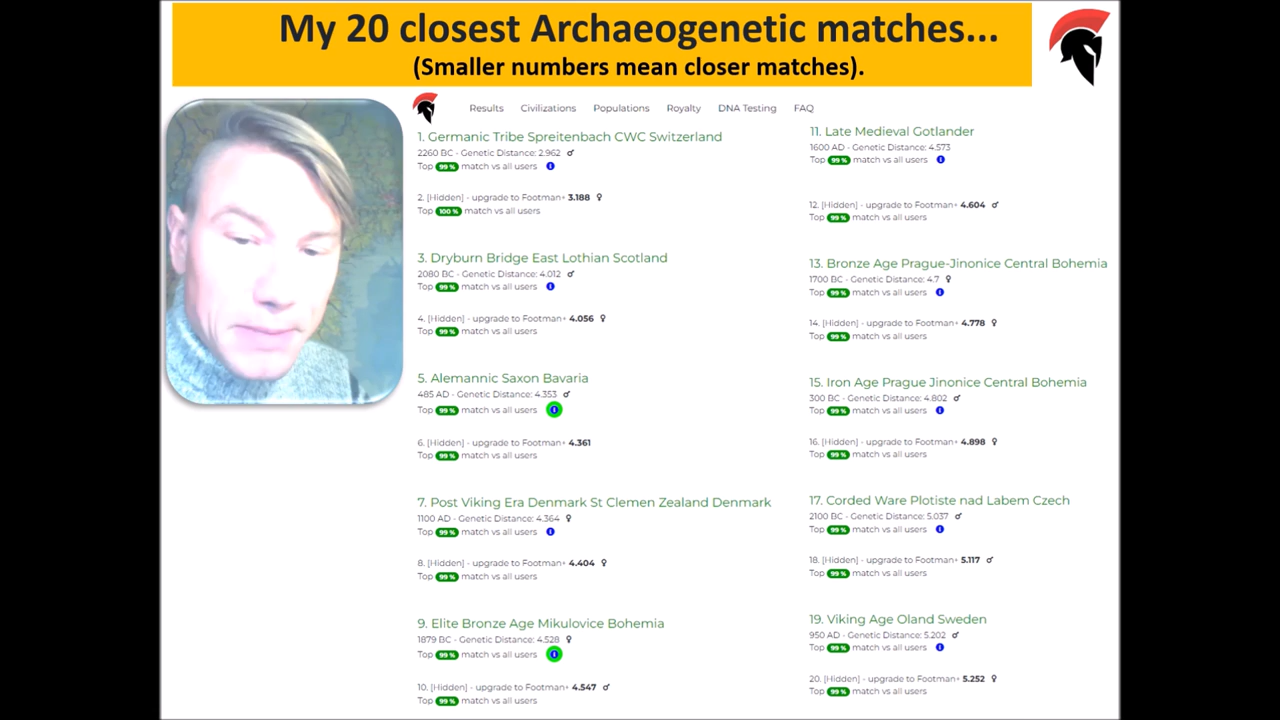 My 20 closest Archaeogenetic matches...
(Smaller numbers mean closer matches).
Results Civilizations Populations Royalty DNA Testing FAQ
1. Germanic Tribe Spreitenbach CWC Switzerland
2260 BC - Genetic Distance: 2.962 ♂
Top 99 % match vs all users
2. [Hidden] - upgrade to Footman+ 3.188 ♀
Top 100 % match vs all users
3. Dryburn Bridge East Lothian Scotland
2080 BC - Genetic Distance: 4.012 ♂
Top 99 % match vs all users
4. [Hidden] - upgrade to Footman+ 4.056 ♀
Top 99 % match vs all users
5. Alemannic Saxon Bavaria
485 AD - Genetic Distance: 4.353 ♂
Top 99 % match vs all users
6. [Hidden] - upgrade to Footman+ 4.361
Top 99 % match vs all users
7. Post Viking Era Denmark St Clemen Zealand Denmark
1100 AD - Genetic Distance: 4.364 ♀
Top 99 % match vs all users
8. [Hidden] - upgrade to Footman+ 4.404 ♀
Top 99 % match vs all users
9. Elite Bronze Age Mikulovice Bohemia
1879 BC - Genetic Distance: 4.528 ♀
Top 99 % match vs all users
10. [Hidden] - upgrade to Footman+ 4.547 ♂
Top 99 % match vs all users
11. Late Medieval Gotlander
1600 AD - Genetic Distance: 4.573
Top 99 % match vs all users
12. [Hidden] - upgrade to Footman+ 4.604 ♂
Top 99 % match vs all users
13. Bronze Age Prague-Jinonice Central Bohemia
1700 BC - Genetic Distance: 4.7 ♀
Top 99 % match vs all users
14. [Hidden] - upgrade to Footman+ 4.778 ♀
Top 99 % match vs all users
15. Iron Age Prague Jinonice Central Bohemia
300 BC - Genetic Distance: 4.802 ♂
Top 99 % match vs all users
16. [Hidden] - upgrade to Footman+ 4.898 ♀
Top 99 % match vs all users
17. Corded Ware Plotiste nad Labem Czech
2100 BC - Genetic Distance: 5.037 ♂
Top 99 % match vs all users
18. [Hidden] - upgrade to Footman+ 5.117 ♂
Top 99 % match vs all users
19. Viking Age Oland Sweden
950 AD - Genetic Distance: 5.202 ♂
Top 99 % match vs all users
20. [Hidden] - upgrade to Footman+ 5.252 ♀
Top 99 % match vs all users